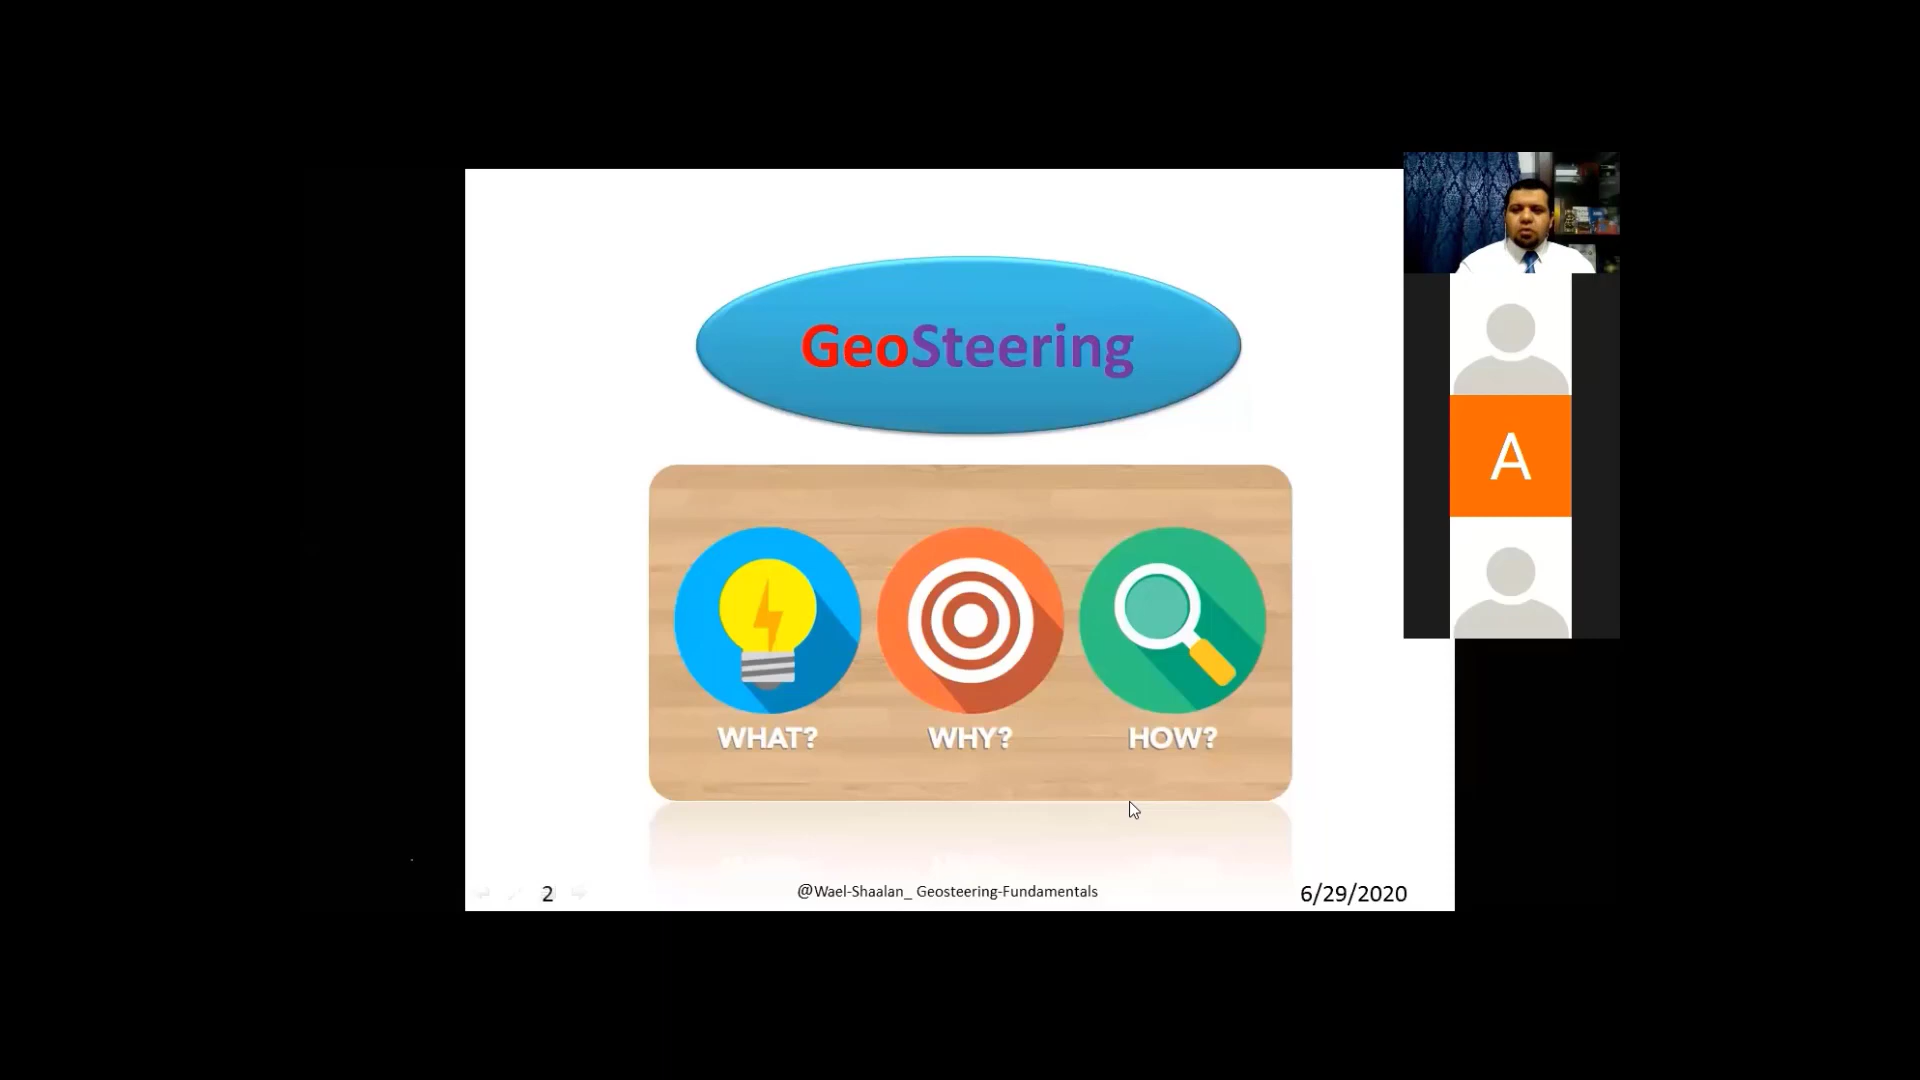 GeoSteering
A
WHAT? WHY? HOW?
2 @Wael-Shaalan_ Geosteering-Fundamentals 6/29/2020